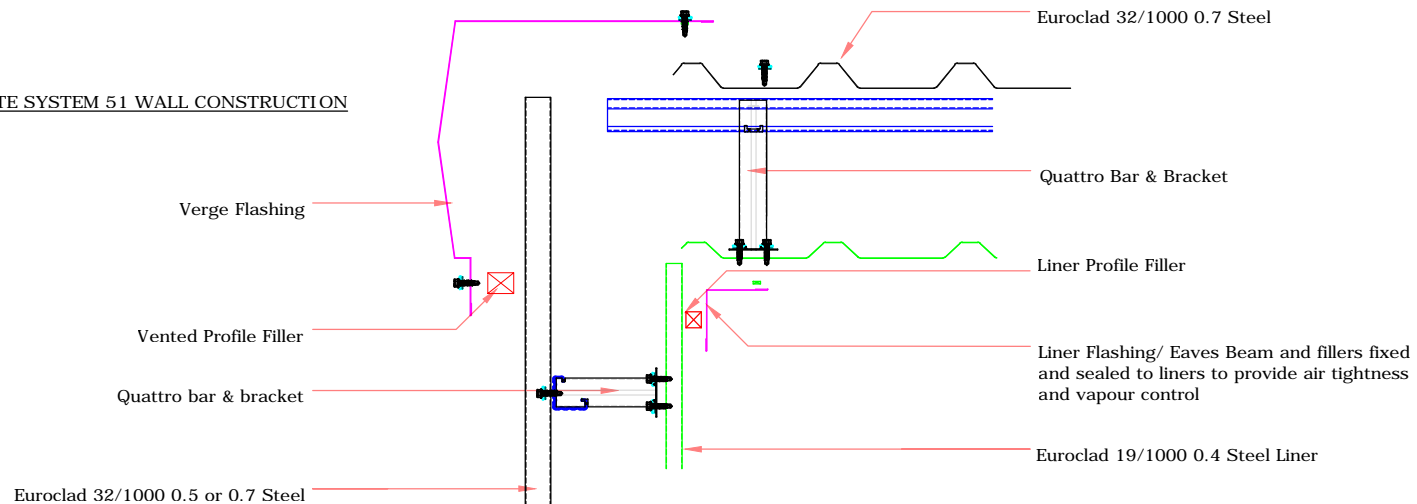 Euroclad 32/1000 0.7 Steel
TE SYSTEM 51 WALL CONSTRUCTION
Quattro Bar & Bracket
Verge Flashing
Liner Profile Filler
Vented Profile Filler
Liner Flashing/ Eaves Beam and fillers fixed
and sealed to liners to provide air tightness
and vapour control
Quattro bar & bracket
Euroclad 19/1000 0.4 Steel Liner
Euroclad 32/1000 0.5 or 0.7 Steel